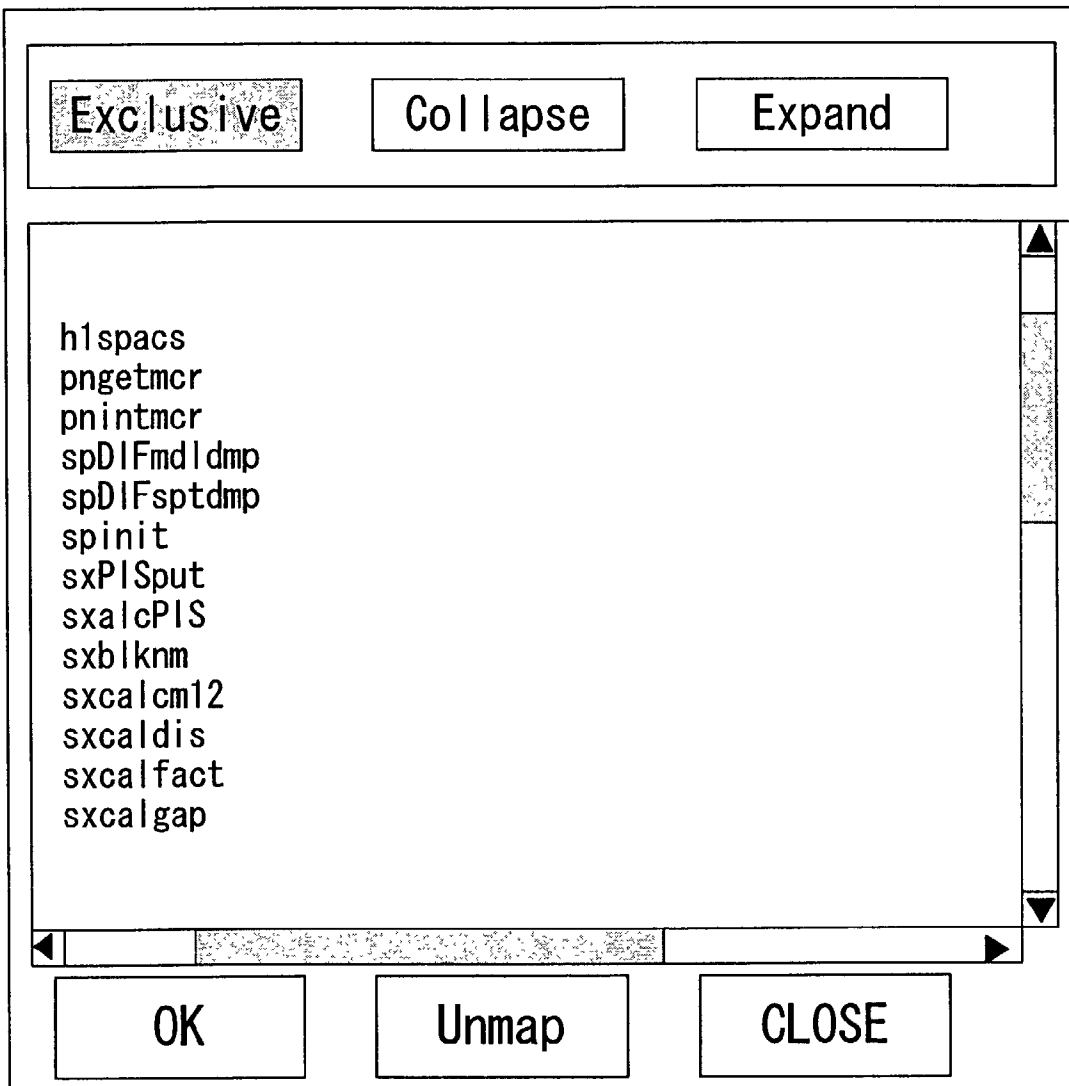 Exclusive Collapse Expand
h1spacs
pngetmcr
pnintmcr
spDIFmdldmp
spDIFsptdmp
spinit
sxPISput
sxalcPIS
sxblknm
sxcalcm12
sxcaldis
sxcalfact
sxcalgap
OK Unmap CLOSE